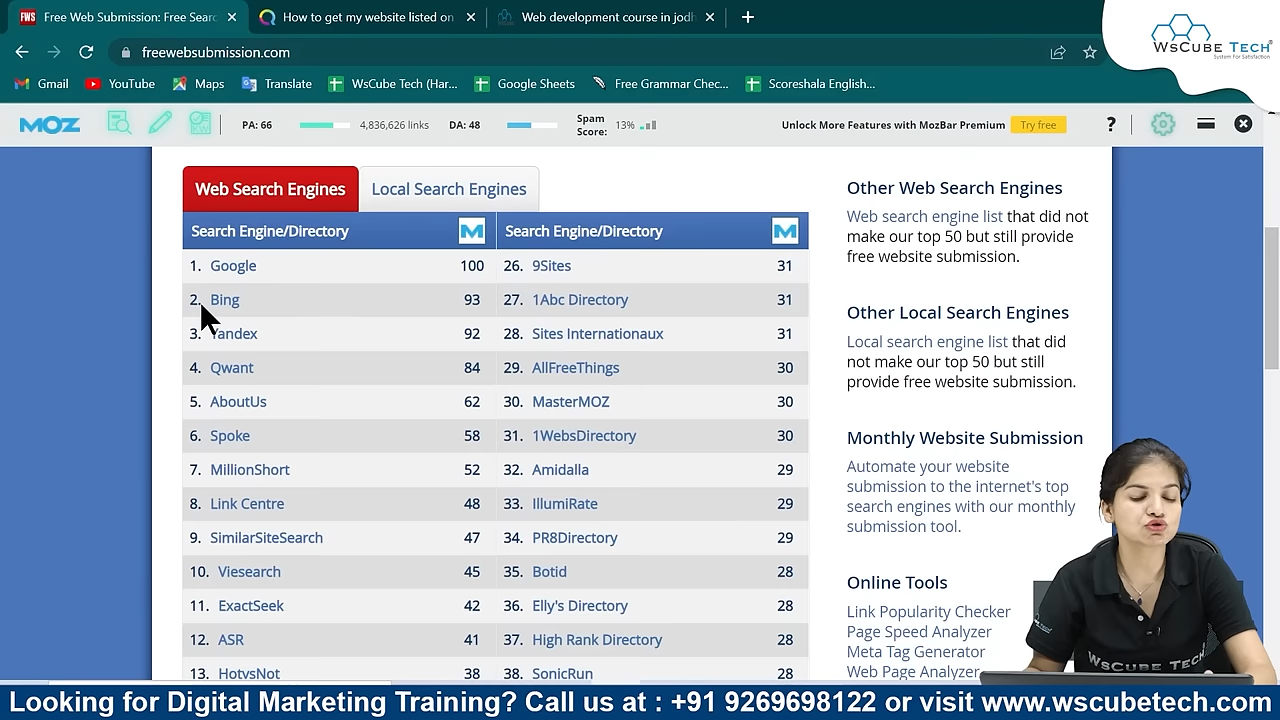 FWS Free Web Submission: Free Searc
How to get my website listed on
Web development course in jodh
WsCube Tech®
System For Satisfaction
freewebsubmission.com
Gmail
YouTube
Maps
Translate
WsCube Tech (Har...
Google Sheets
Free Grammar Chec...
Scoreshala English...
MOZ
PA: 66
4,836,626 links
DA: 48
Spam
Score:
13%
Unlock More Features with MozBar Premium
Try free
?
Web Search Engines
Local Search Engines
Search Engine/Directory M Search Engine/Directory M
1. Google 100 26. 9Sites 31
2. Bing 93 27. 1Abc Directory 31
3. Yandex 92 28. Sites Internationaux 31
4. Qwant 84 29. AllFreeThings 30
5. AboutUs 62 30. MasterMOZ 30
6. Spoke 58 31. 1WebsDirectory 30
7. MillionShort 52 32. Amidalla 29
8. Link Centre 48 33. IllumiRate 29
9. SimilarSiteSearch 47 34. PR8Directory 29
10. Viesearch 45 35. Botid 28
11. ExactSeek 42 36. Elly's Directory 28
12. ASR 41 37. High Rank Directory 28
13. HotvsNot 38 38. SonicRun 28
Other Web Search Engines
Web search engine list that did not
make our top 50 but still provide
free website submission.
Other Local Search Engines
Local search engine list that did
not make our top 50 but still
provide free website submission.
Monthly Website Submission
Automate your website
submission to the internet's top
search engines with our monthly
submission tool.
Online Tools
Link Popularity Checker
Page Speed Analyzer
Meta Tag Generator
Web Page Analyzer
WsCube Tech
Looking for Digital Marketing Training? Call us at : +91 9269698122 or visit www.wscubetech.com